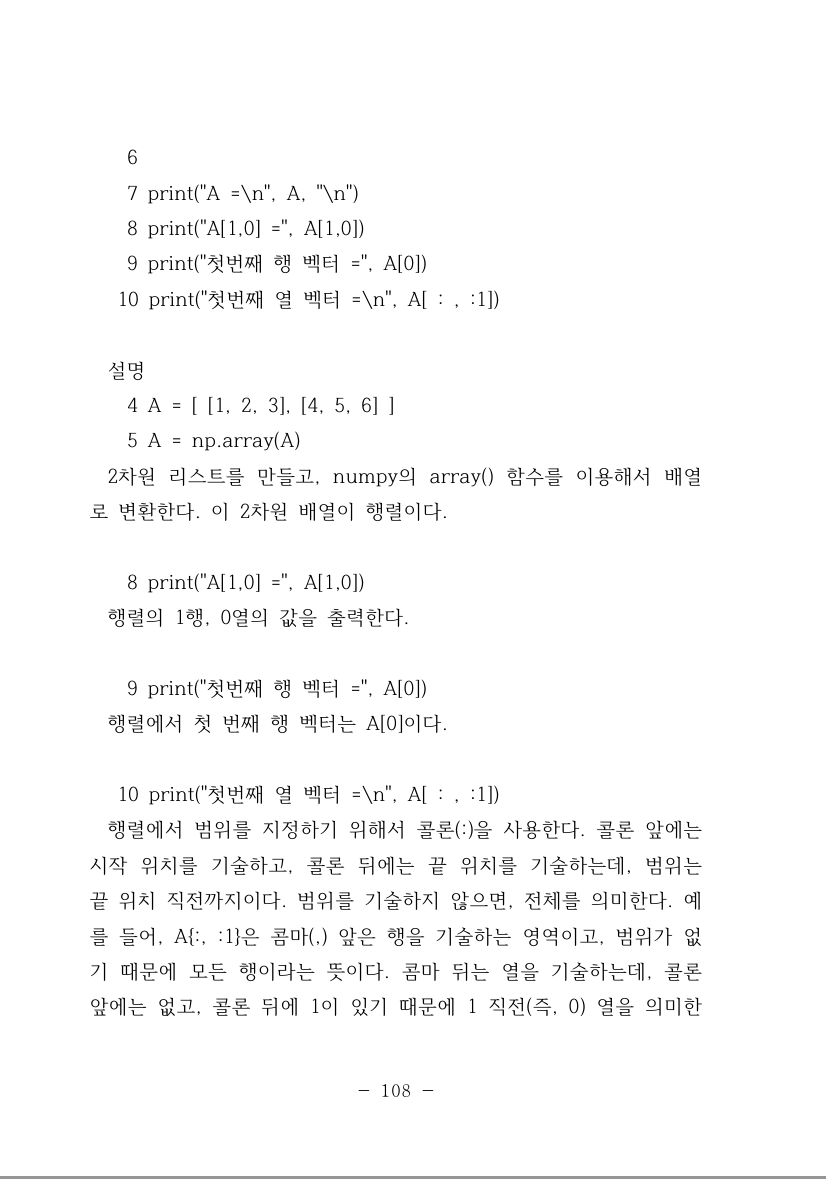 6
7 print("A =\n", A, "\n")
8 print("A[1,0] =", A[1,0])
9 print("첫번째 행 벡터 =", A[0])
10 print("첫번째 열 벡터 =\n", A[ : , :1])
설명
4 A = [ [1, 2, 3], [4, 5, 6] ]
5 A = np.array(A)
2차원 리스트를 만들고, numpy의 array() 함수를 이용해서 배열
로 변환한다. 이 2차원 배열이 행렬이다.
8 print("A[1,0] =", A[1,0])
행렬의 1행, 0열의 값을 출력한다.
9 print("첫번째 행 벡터 =", A[0])
행렬에서 첫 번째 행 벡터는 A[0]이다.
10 print("첫번째 열 벡터 =\n", A[ : , :1])
행렬에서 범위를 지정하기 위해서 콜론(:)을 사용한다. 콜론 앞에는
시작 위치를 기술하고, 콜론 뒤에는 끝 위치를 기술하는데, 범위는
끝 위치 직전까지이다. 범위를 기술하지 않으면, 전체를 의미한다. 예
를 들어, A{:, :1}은 콤마(,) 앞은 행을 기술하는 영역이고, 범위가 없
기 때문에 모든 행이라는 뜻이다. 콤마 뒤는 열을 기술하는데, 콜론
앞에는 없고, 콜론 뒤에 1이 있기 때문에 1 직전(즉, 0) 열을 의미한
- 108 -